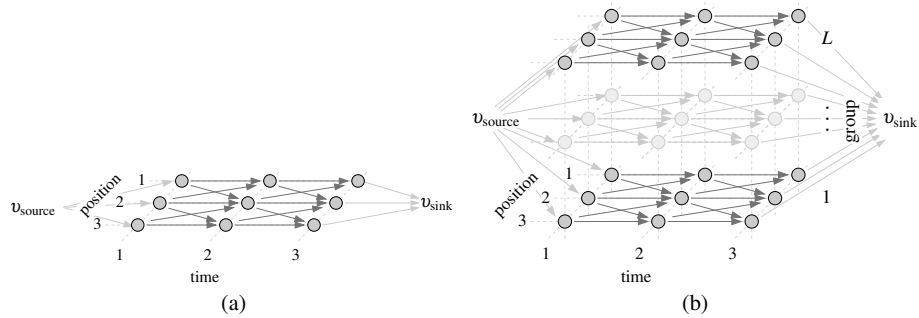 υsource
position
1
2
3
1
2
3
time
υsink
(a)
υsource
L
group
⋮
υsink
1
position
1
2
3
1
2
3
time
(b)